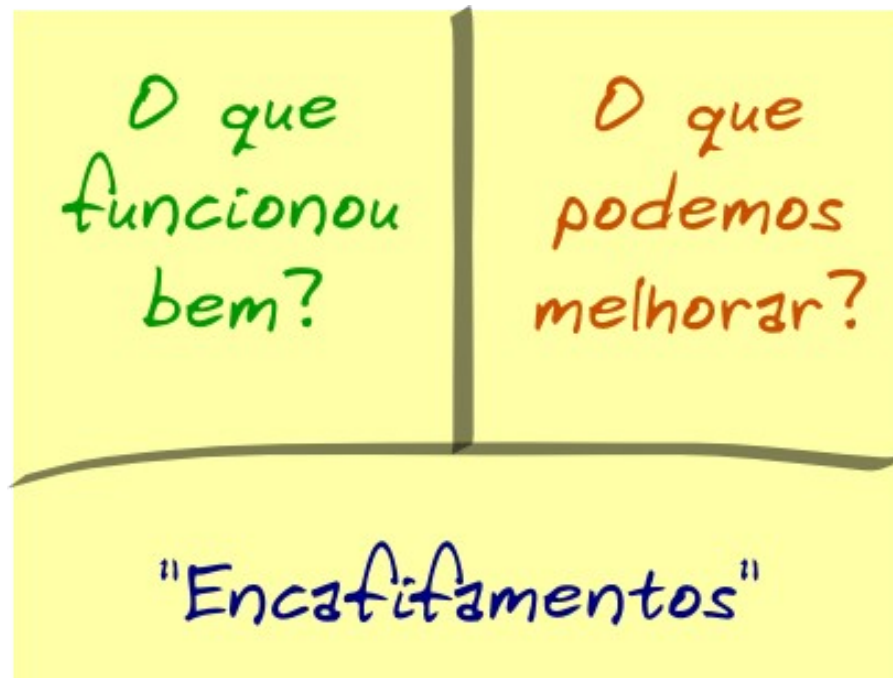 O que
funcionou
bem?
O que
podemos
melhorar?
"Encafifamentos"